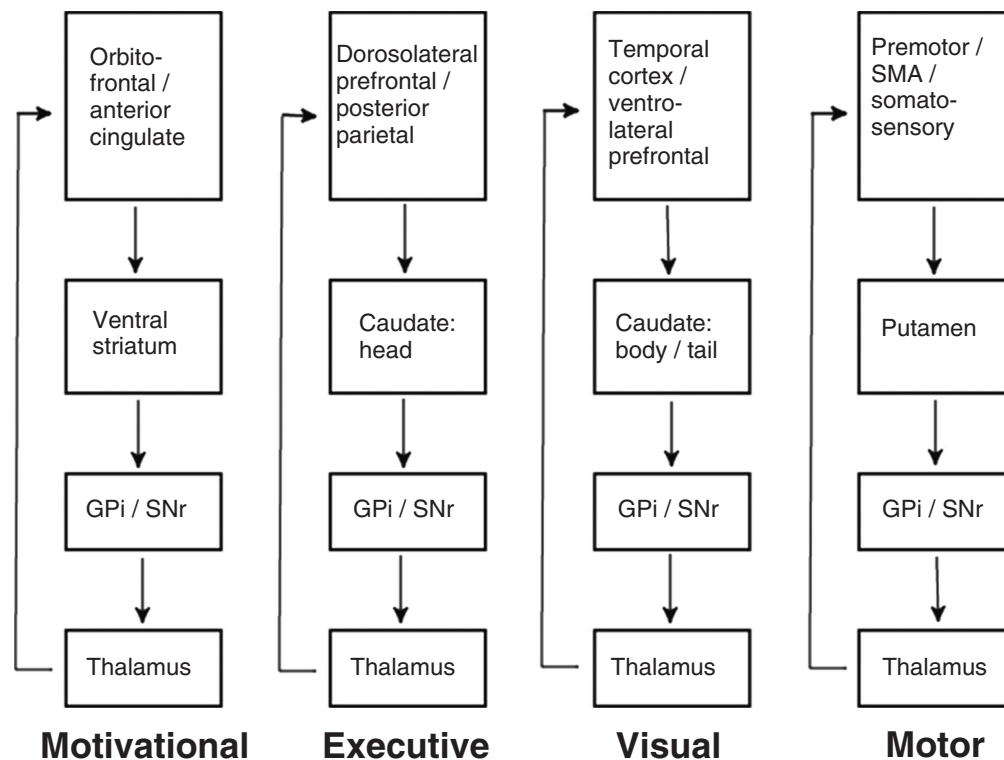 Orbito-
frontal /
anterior
cingulate
Ventral
striatum
GPi / SNr
Thalamus
Motivational
Dorosolateral
prefrontal /
posterior
parietal
Caudate:
head
GPi / SNr
Thalamus
Executive
Temporal
cortex /
ventro-
lateral
prefrontal
Caudate:
body / tail
GPi / SNr
Thalamus
Visual
Premotor /
SMA /
somato-
sensory
Putamen
GPi / SNr
Thalamus
Motor